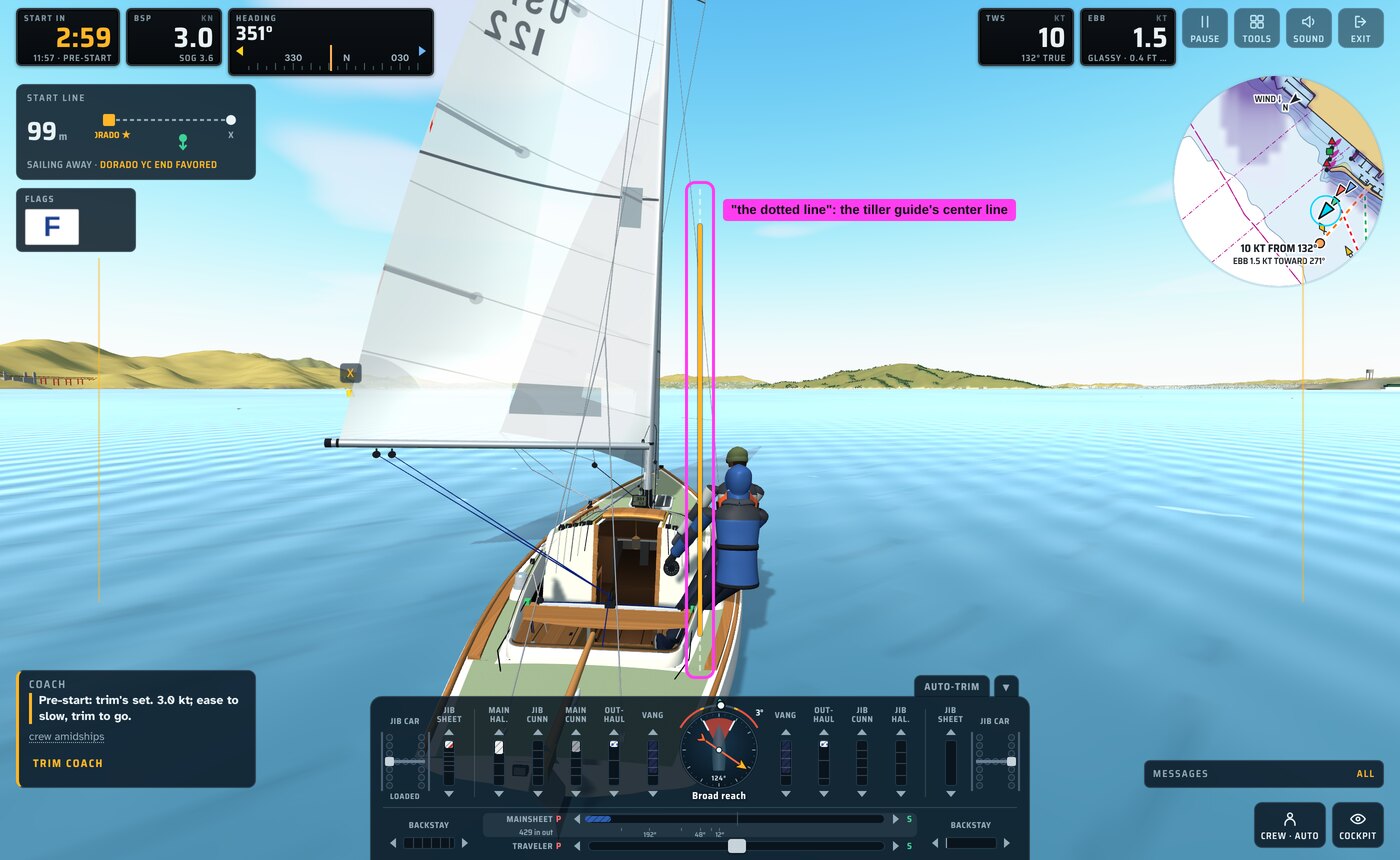 START IN
2:59
11:57 · PRE-START
BSP KN
3.0
SOG 3.6
HEADING
351°
330 N 030
TWS KT
10
132° TRUE
EBB KT
1.5
GLASSY · 0.4 FT ...
PAUSE
TOOLS
SOUND
EXIT
START LINE
99 m
ORADO ★ X
SAILING AWAY · DORADO YC END FAVORED
FLAGS
F
122
"the dotted line": the tiller guide's center line
WIND
N
10 KT FROM 132°
EBB 1.5 KT TOWARD 271°
X
COACH
Pre-start: trim's set. 3.0 kt; ease to
slow, trim to go.
crew amidships
TRIM COACH
AUTO-TRIM ▼
JIB CAR
LOADED
JIB SHEET
MAIN HAL.
JIB CUNN
MAIN CUNN
OUT-HAUL
VANG
3°
124°
Broad reach
VANG
OUT-HAUL
JIB CUNN
JIB HAL.
JIB SHEET
JIB CAR
BACKSTAY
MAINSHEET P S
429 in out 192" 48" 12"
TRAVELER P S
BACKSTAY
MESSAGES ALL
CREW · AUTO
COCKPIT